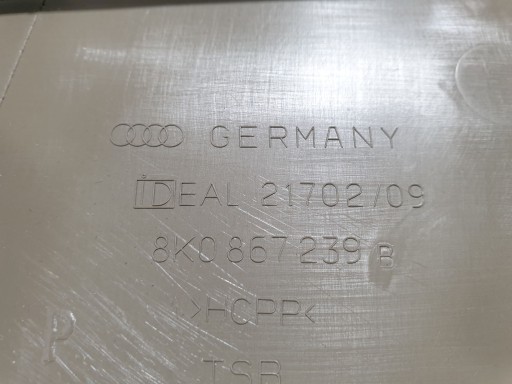 GERMANY
IDEAL 21702/09
8K0 867 239 B
>HCPP<
P
TSB